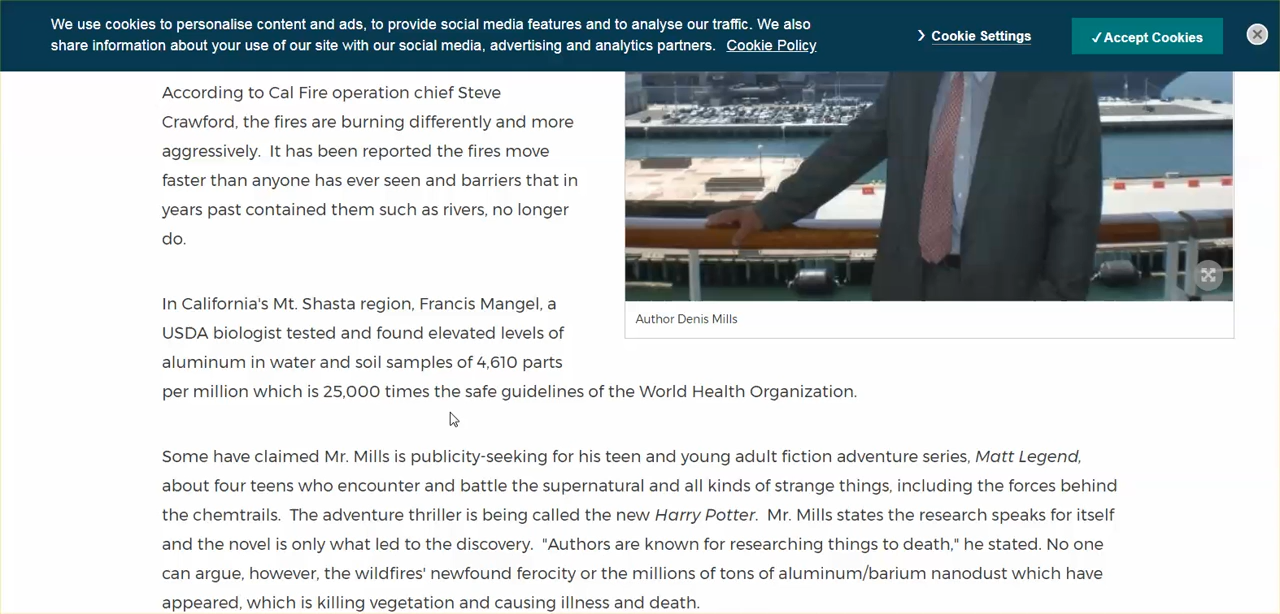 We use cookies to personalise content and ads, to provide social media features and to analyse our traffic. We also
share information about your use of our site with our social media, advertising and analytics partners. Cookie Policy
Cookie Settings
✓Accept Cookies
According to Cal Fire operation chief Steve
Crawford, the fires are burning differently and more
aggressively. It has been reported the fires move
faster than anyone has ever seen and barriers that in
years past contained them such as rivers, no longer
do.
Author Denis Mills
In California's Mt. Shasta region, Francis Mangel, a
USDA biologist tested and found elevated levels of
aluminum in water and soil samples of 4,610 parts
per million which is 25,000 times the safe guidelines of the World Health Organization.
Some have claimed Mr. Mills is publicity-seeking for his teen and young adult fiction adventure series, Matt Legend,
about four teens who encounter and battle the supernatural and all kinds of strange things, including the forces behind
the chemtrails. The adventure thriller is being called the new Harry Potter. Mr. Mills states the research speaks for itself
and the novel is only what led to the discovery. "Authors are known for researching things to death," he stated. No one
can argue, however, the wildfires' newfound ferocity or the millions of tons of aluminum/barium nanodust which have
appeared, which is killing vegetation and causing illness and death.